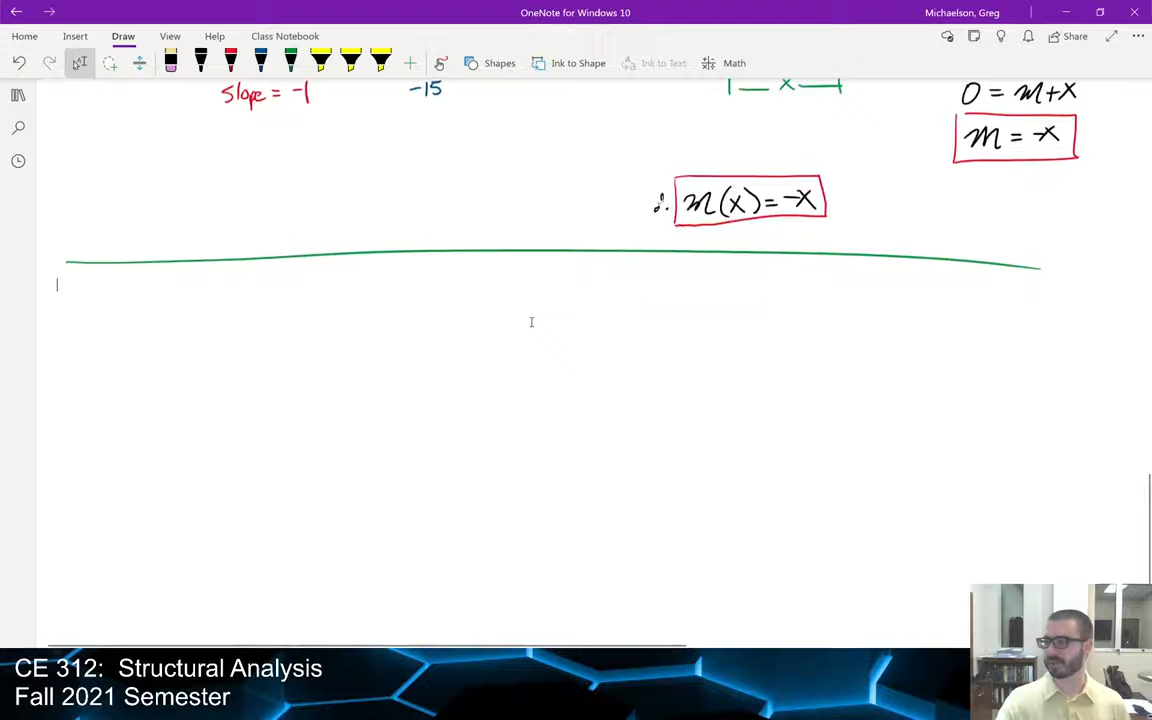 OneNote for Windows 10
Michaelson, Greg
Home Insert Draw View Help Class Notebook
Share
Shapes Ink to Shape Ink to Text Math
slope = -1
-15
x
0 = m+x
m = -x
m(x) = -x
CE 312: Structural Analysis
Fall 2021 Semester